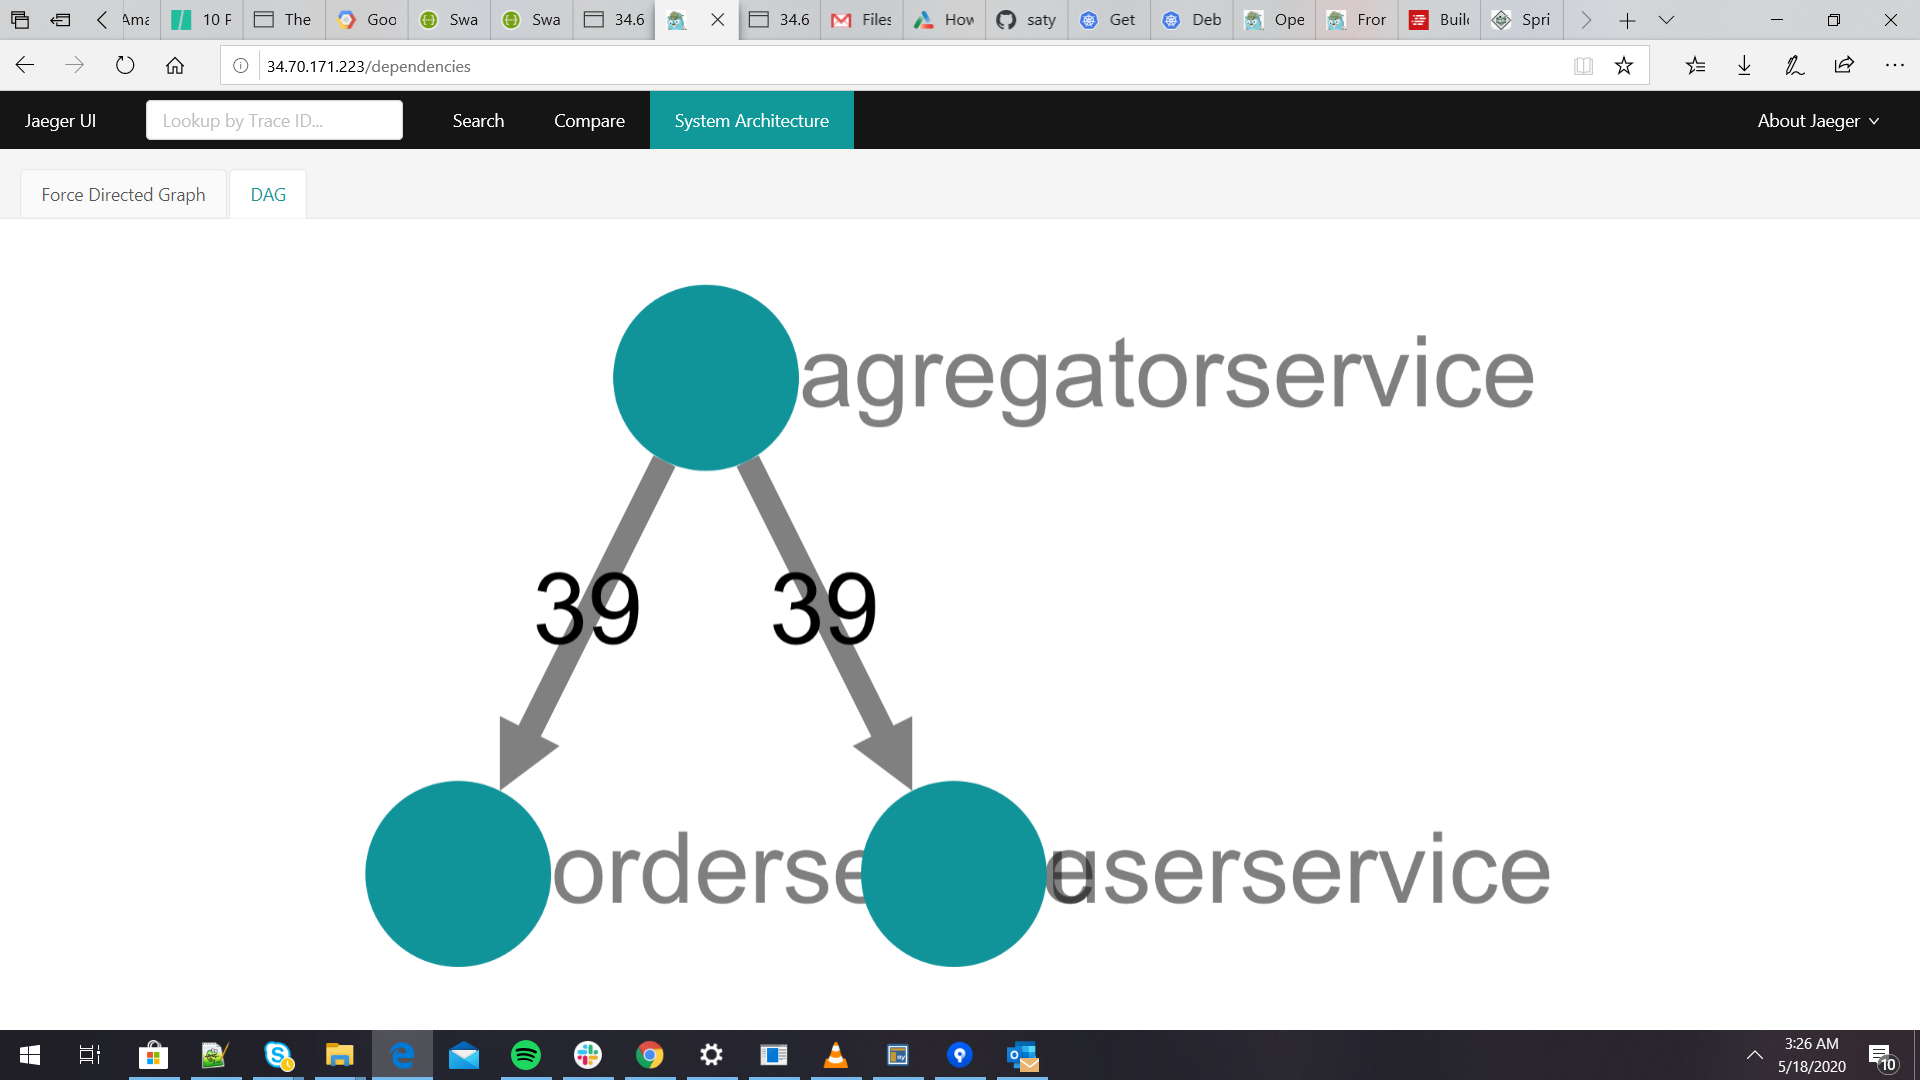 Ama 10 F The Goo Swa Swa 34.6 34.6 Files How saty Get Deb Ope Fror Build Spri
34.70.171.223/dependencies
Jaeger UI Lookup by Trace ID... Search Compare System Architecture About Jaeger
Force Directed Graph DAG
agregatorservice
39 39
orderse userservice
3:26 AM
5/18/2020
10